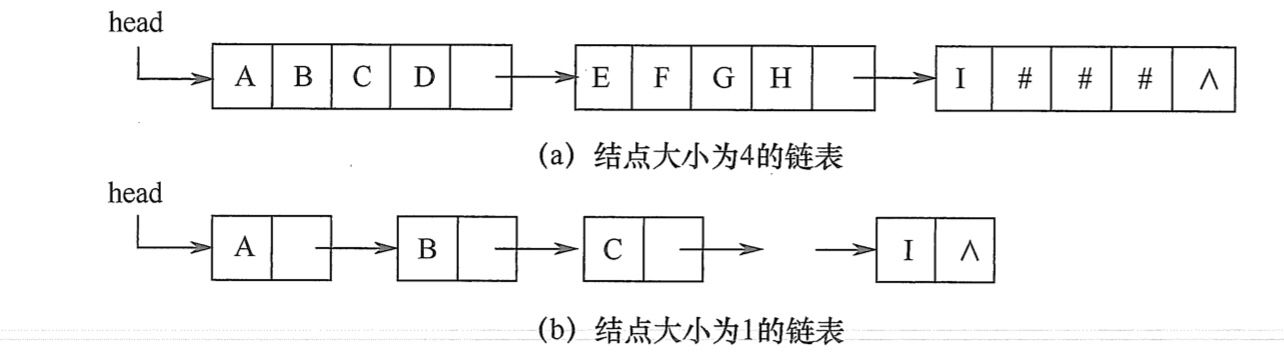 head
A B C D E F G H I # # # ∧
(a) 结点大小为4的链表
head
A B C I ∧
(b) 结点大小为1的链表